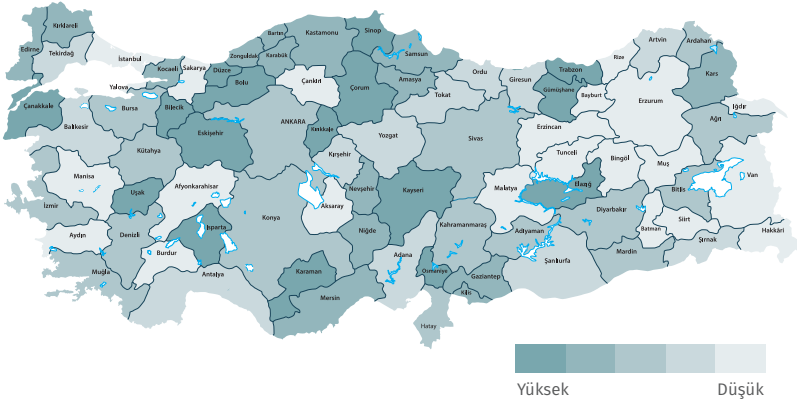 Kırklareli
Edirne
Tekirdağ
İstanbul
Kocaeli
Sakarya
Yalova
Düzce
Zonguldak
Bartın
Karabük
Kastamonu
Sinop
Samsun
Bolu
Çankırı
Çorum
Amasya
Tokat
Ordu
Giresun
Trabzon
Gümüşhane
Bayburt
Rize
Artvin
Ardahan
Kars
Iğdır
Ağrı
Erzurum
Erzincan
Çanakkale
Balıkesir
Bursa
Bilecik
Eskişehir
ANKARA
Kırıkkale
Yozgat
Sivas
Kütahya
Kırşehir
Tunceli
Bingöl
Muş
Van
Manisa
Uşak
Afyonkarahisar
Aksaray
Nevşehir
Kayseri
Malatya
Elazığ
Bitlis
İzmir
Aydın
Denizli
Isparta
Konya
Niğde
Kahramanmaraş
Adıyaman
Diyarbakır
Batman
Siirt
Hakkâri
Muğla
Burdur
Antalya
Karaman
Mersin
Adana
Osmaniye
Gaziantep
Kilis
Şanlıurfa
Mardin
Şırnak
Hatay
Yüksek
Düşük